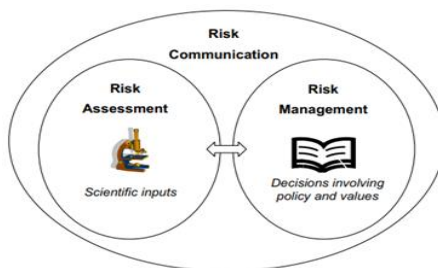 Risk
Communication
Risk
Assessment
Scientific inputs
Risk
Management
Decisions involving
policy and values